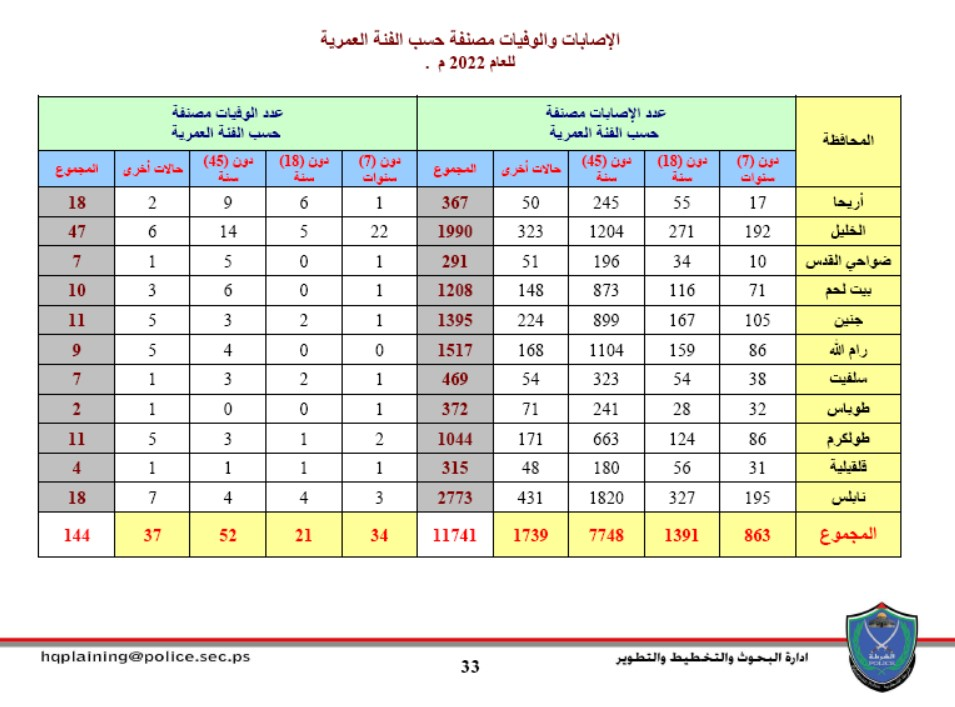 الإصابات والوفيات مصنفة حسب الفئة العمرية
للعام 2022 م .
المحافظة عدد الإصابات مصنفة حسب الفئة العمرية عدد الوفيات مصنفة حسب الفئة العمرية
دون (7) سنوات دون (18) سنة دون (45) سنة حالات أخرى المجموع دون (7) سنوات دون (18) سنة دون (45) سنة حالات أخرى المجموع
أريحا 17 55 245 50 367 1 6 9 2 18
الخليل 192 271 1204 323 1990 22 5 14 6 47
ضواحي القدس 10 34 196 51 291 1 0 5 1 7
بيت لحم 71 116 873 148 1208 1 0 6 3 10
جنين 105 167 899 224 1395 1 2 3 5 11
رام الله 86 159 1104 168 1517 0 0 4 5 9
سلفيت 38 54 323 54 469 1 2 3 1 7
طوباس 32 28 241 71 372 1 0 0 1 2
طولكرم 86 124 663 171 1044 2 1 3 5 11
قلقيلية 31 56 180 48 315 1 1 1 1 4
نابلس 195 327 1820 431 2773 3 4 4 7 18
المجموع 863 1391 7748 1739 11741 34 21 52 37 144
ادارة البحوث والتخطيط والتطوير
33
hqplaining@police.sec.ps
الشرطة
POLICE